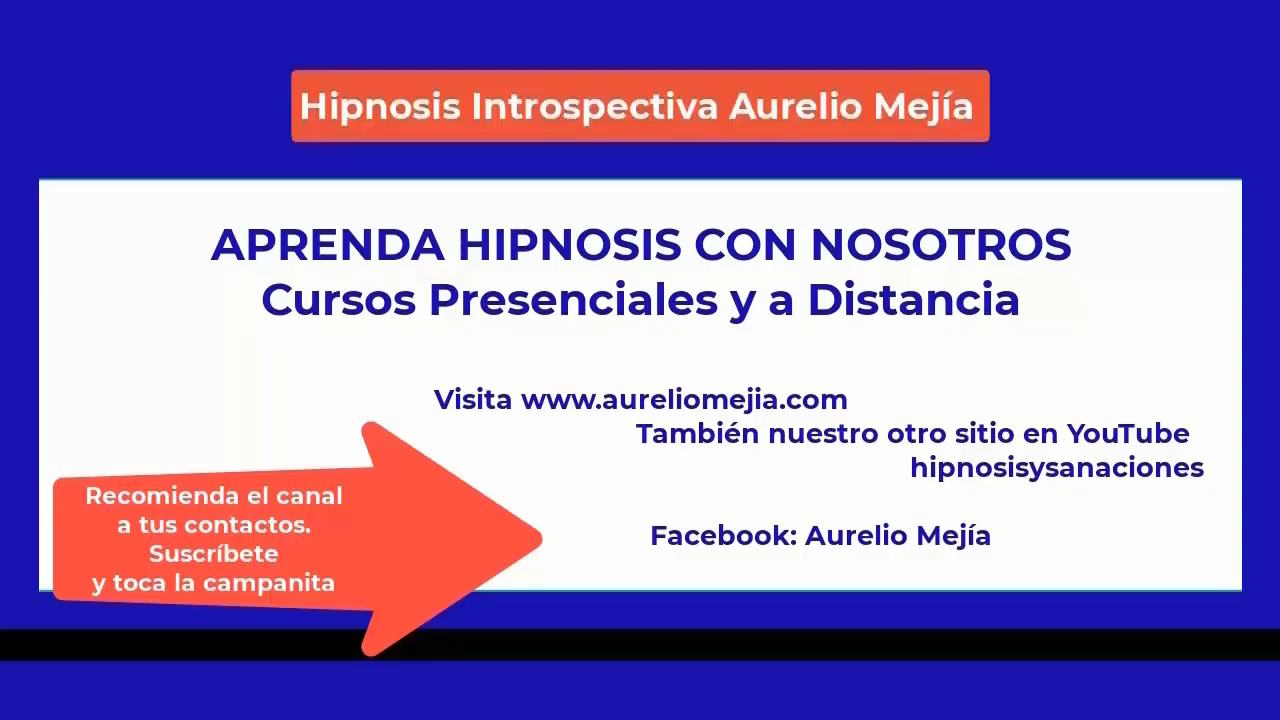 Hipnosis Introspectiva Aurelio Mejía
APRENDA HIPNOSIS CON NOSOTROS
Cursos Presenciales y a Distancia
Visita www.aureliomejia.com
También nuestro otro sitio en YouTube
hipnosisysanaciones
Facebook: Aurelio Mejía
Recomienda el canal
a tus contactos.
Suscríbete
y toca la campanita